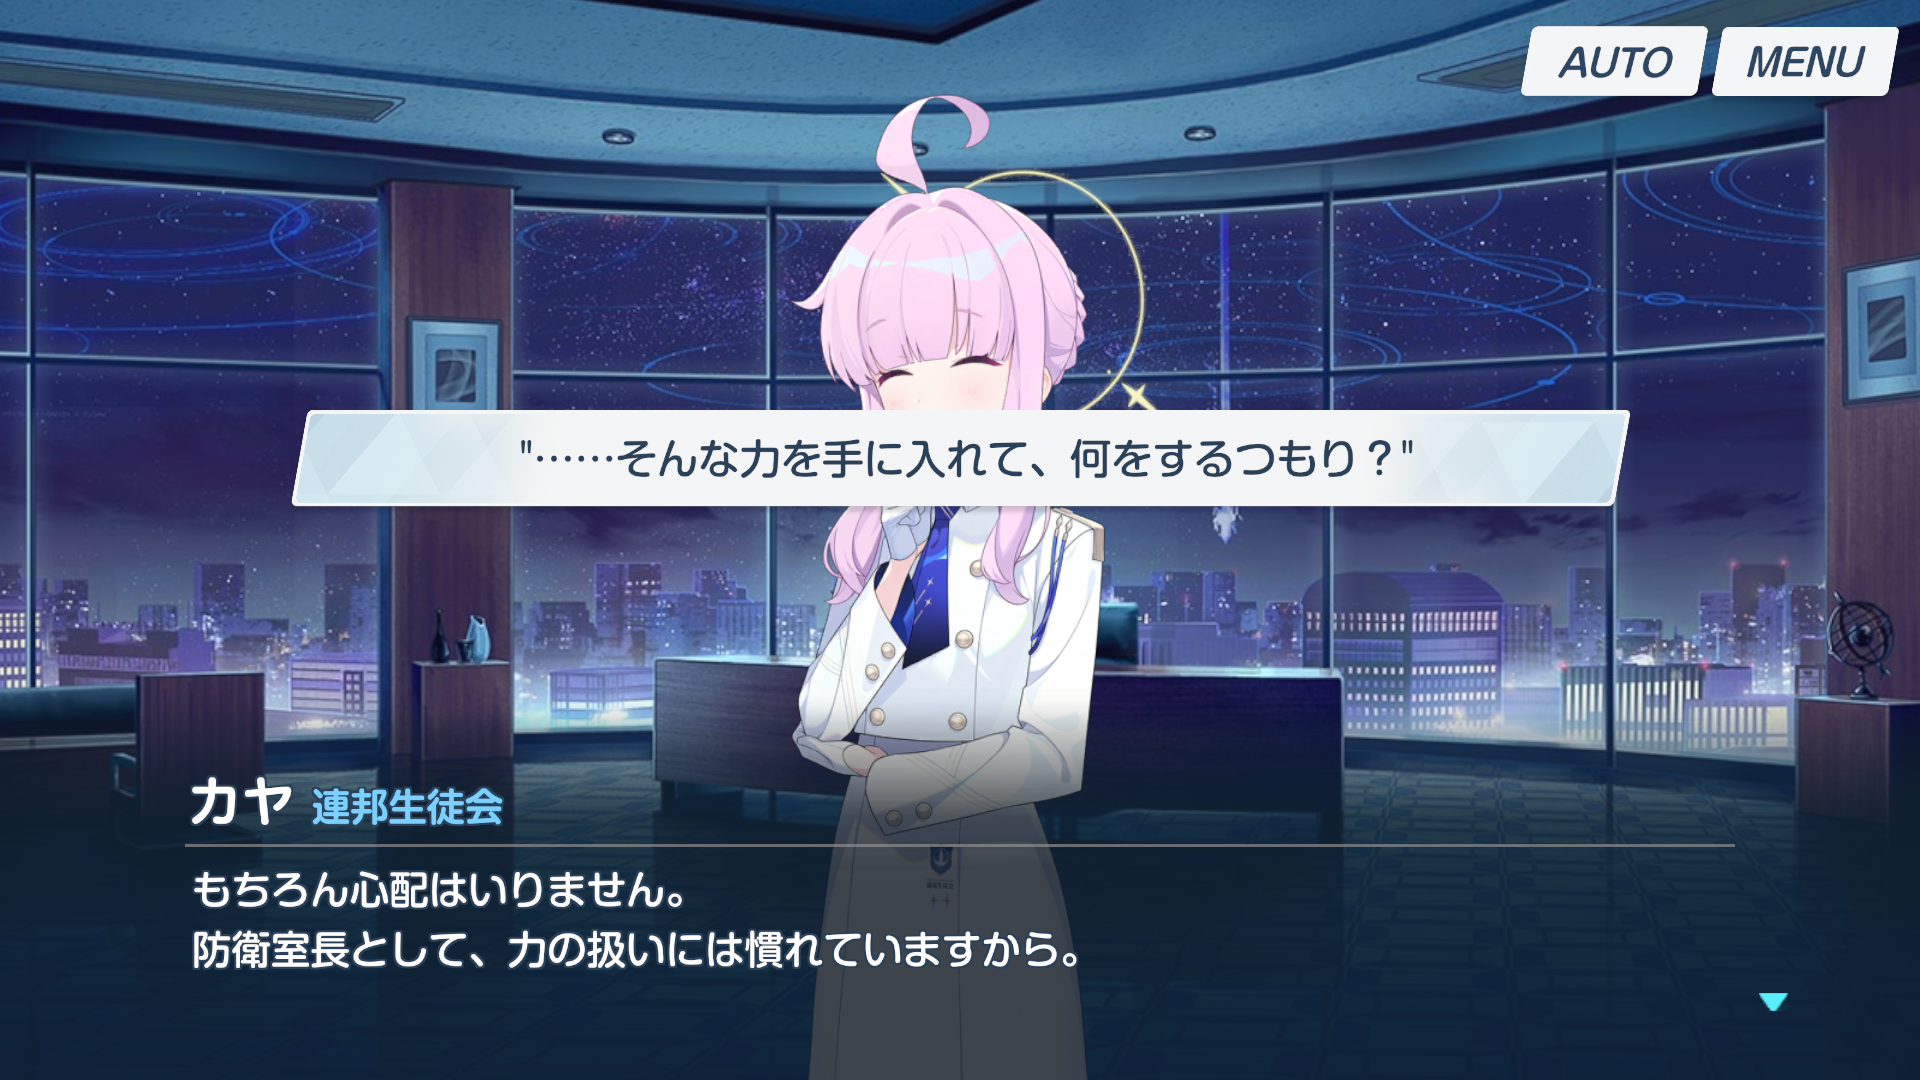 AUTO
MENU
"……そんな力を手に入れて、何をするつもり？"
カヤ 連邦生徒会
もちろん心配はいりません。
防衛室長として、力の扱いには慣れていますから。